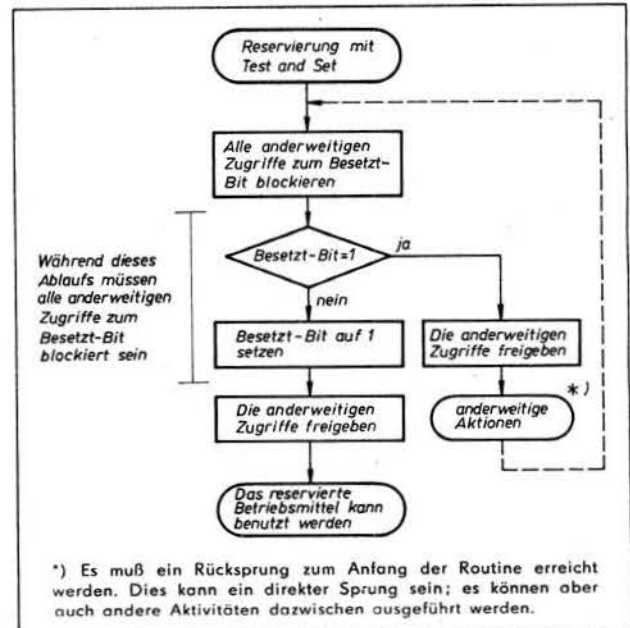 Reservierung mit
Test and Set
Alle anderweitigen
Zugriffe zum Besetzt-
Bit blockieren
Während dieses
Ablaufs müssen
alle anderweitigen
Zugriffe zum
Besetzt-Bit
blockiert sein
Besetzt-Bit=1
ja
nein
Besetzt-Bit auf 1
setzen
Die anderweitigen
Zugriffe freigeben
*)
anderweitige
Aktionen
Die anderweitigen
Zugriffe freigeben
Das reservierte
Betriebsmittel kann
benutzt werden
*) Es muß ein Rücksprung zum Anfang der Routine erreicht
werden. Dies kann ein direkter Sprung sein; es können aber
auch andere Aktivitäten dazwischen ausgeführt werden.